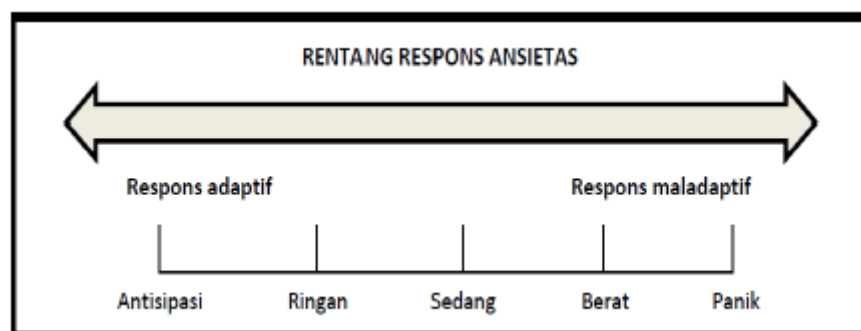 RENTANG RESPONS ANSIETAS
Respons adaptif Respons maladaptif
Antisipasi Ringan Sedang Berat Panik